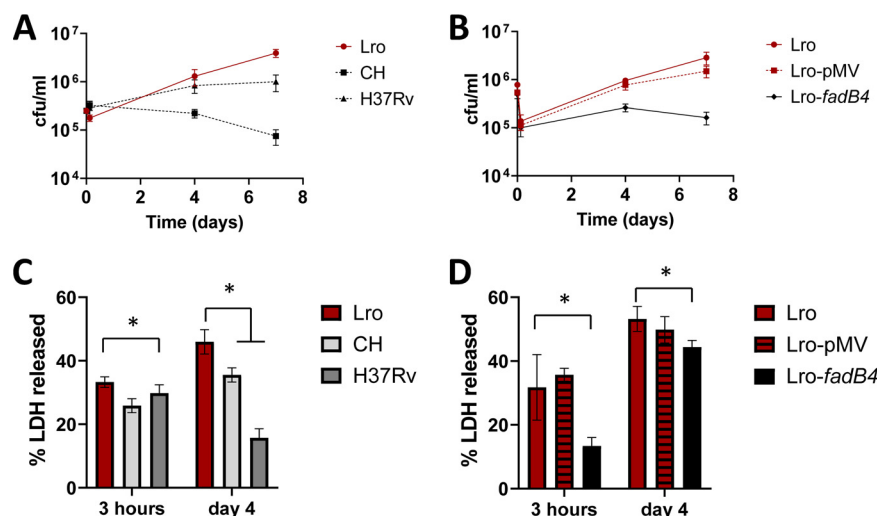 A
10⁷
10⁶
10⁵
10⁴
cfu/ml
0 2 4 6 8
Time (days)
Lro
CH
H37Rv
B
10⁷
10⁶
10⁵
10⁴
cfu/ml
0 2 4 6 8
Time (days)
Lro
Lro-pMV
Lro-fadB4
C
60
40
20
0
% LDH released
* *
3 hours day 4
Lro
CH
H37Rv
D
60
40
20
0
% LDH released
* *
3 hours day 4
Lro
Lro-pMV
Lro-fadB4